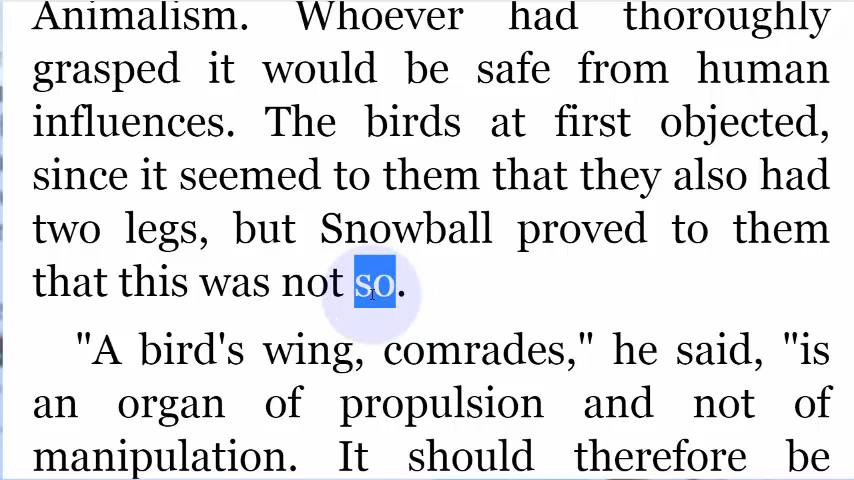 Animalism. Whoever had thoroughly
grasped it would be safe from human
influences. The birds at first objected,
since it seemed to them that they also had
two legs, but Snowball proved to them
that this was not so.
"A bird's wing, comrades," he said, "is
an organ of propulsion and not of
manipulation. It should therefore be